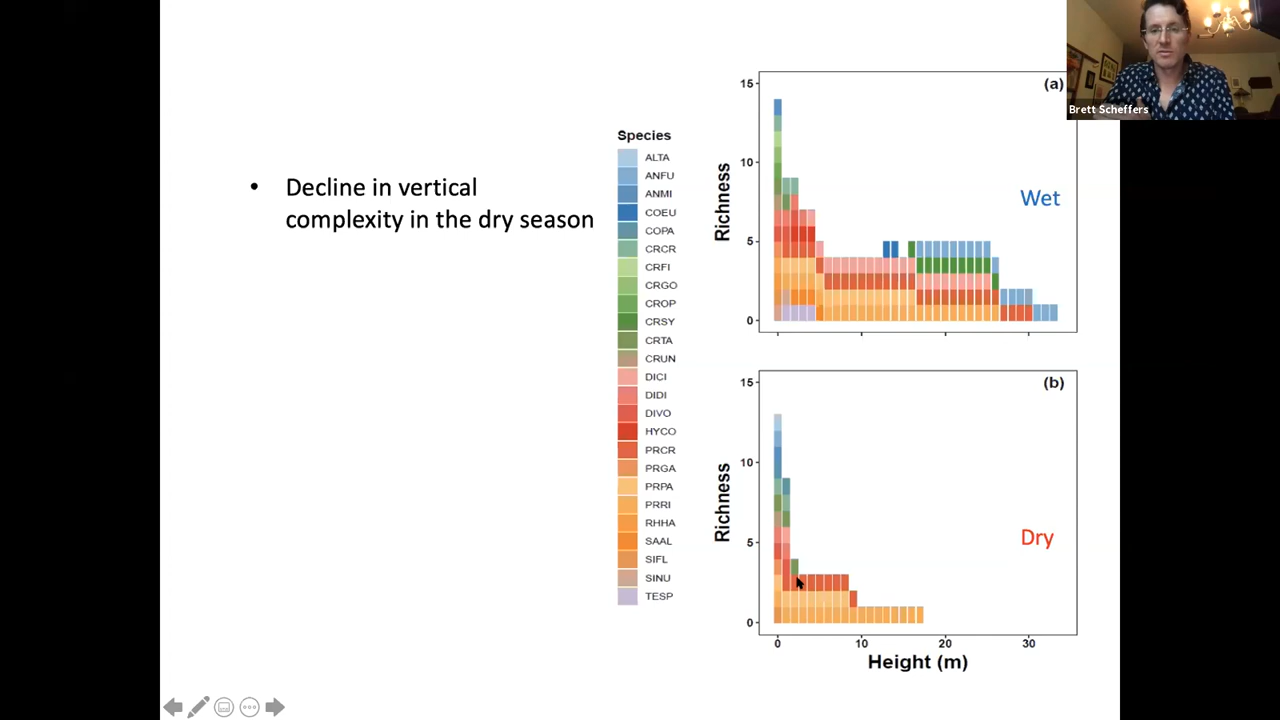 Brett Scheffers
• Decline in vertical
complexity in the dry season
Species
ALTA
ANFU
ANMI
COEU
COPA
CRCR
CRFI
CRGO
CROP
CRSY
CRTA
CRUN
DICI
DIDI
DIVO
HYCO
PRCR
PRGA
PRPA
PRRI
RHHA
SAAL
SIFL
SINU
TESP
(a)
Wet
Richness
15
10
5
0
(b)
Dry
Richness
15
10
5
0
0 10 20 30
Height (m)